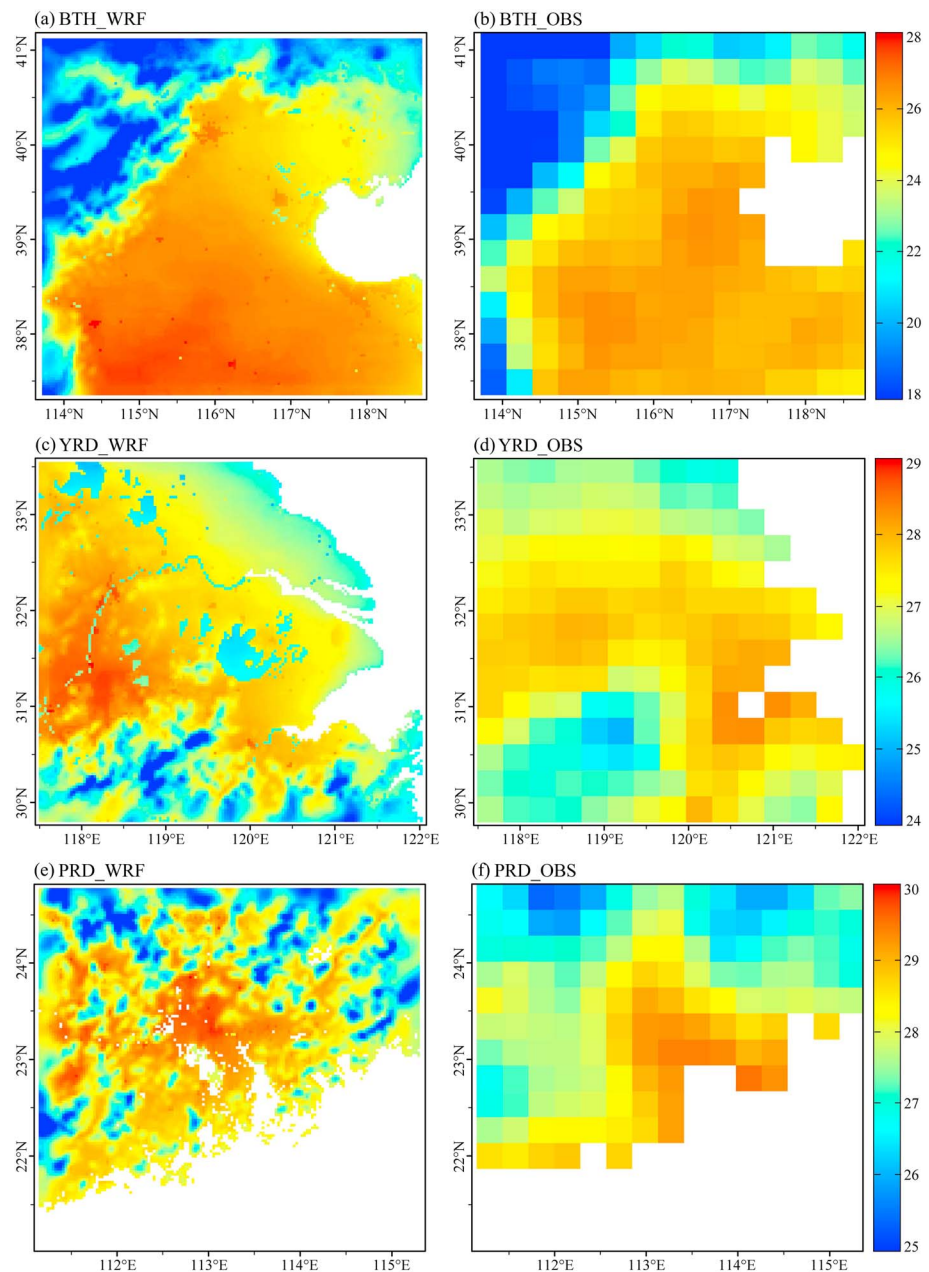 (a) BTH_WRF
(b) BTH_OBS
41°N
40°N
39°N
38°N
114°N 115°N 116°N 117°N 118°N
41°N
40°N
39°N
38°N
114°N 115°N 116°N 117°N 118°N
28
26
24
22
20
18
(c) YRD_WRF
(d) YRD_OBS
33°N
22°N
31°N
30°N
118°E 119°E 120°E 121°E 122°E
33°N
22°N
31°N
30°N
118°E 119°E 120°E 121°E 122°E
29
28
27
26
25
24
(e) PRD_WRF
(f) PRD_OBS
24°N
23°N
22°N
112°E 113°E 114°E 115°E
24°N
23°N
22°N
112°E 113°E 114°E 115°E
30
29
28
27
26
25